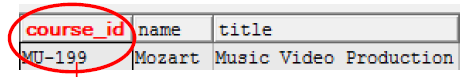 course_id name title
MU-199 Mozart Music Video Production